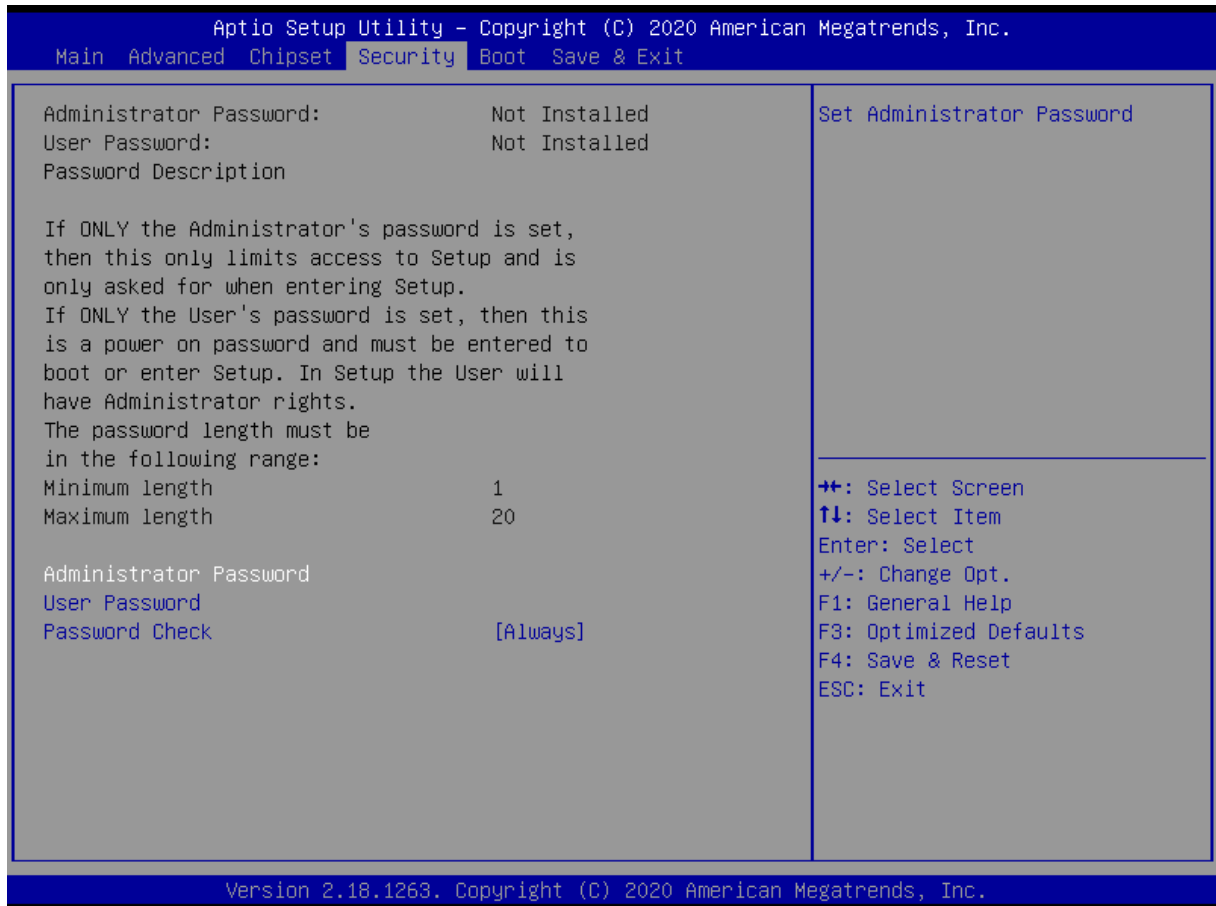 Aptio Setup Utility – Copyright (C) 2020 American Megatrends, Inc.
Main Advanced Chipset Security Boot Save & Exit
Administrator Password: Not Installed
User Password: Not Installed
Password Description
If ONLY the Administrator's password is set,
then this only limits access to Setup and is
only asked for when entering Setup.
If ONLY the User's password is set, then this
is a power on password and must be entered to
boot or enter Setup. In Setup the User will
have Administrator rights.
The password length must be
in the following range:
Minimum length 1
Maximum length 20
Administrator Password
User Password
Password Check [Always]
Set Administrator Password
→←: Select Screen
↑↓: Select Item
Enter: Select
+/-: Change Opt.
F1: General Help
F3: Optimized Defaults
F4: Save & Reset
ESC: Exit
Version 2.18.1263. Copyright (C) 2020 American Megatrends, Inc.